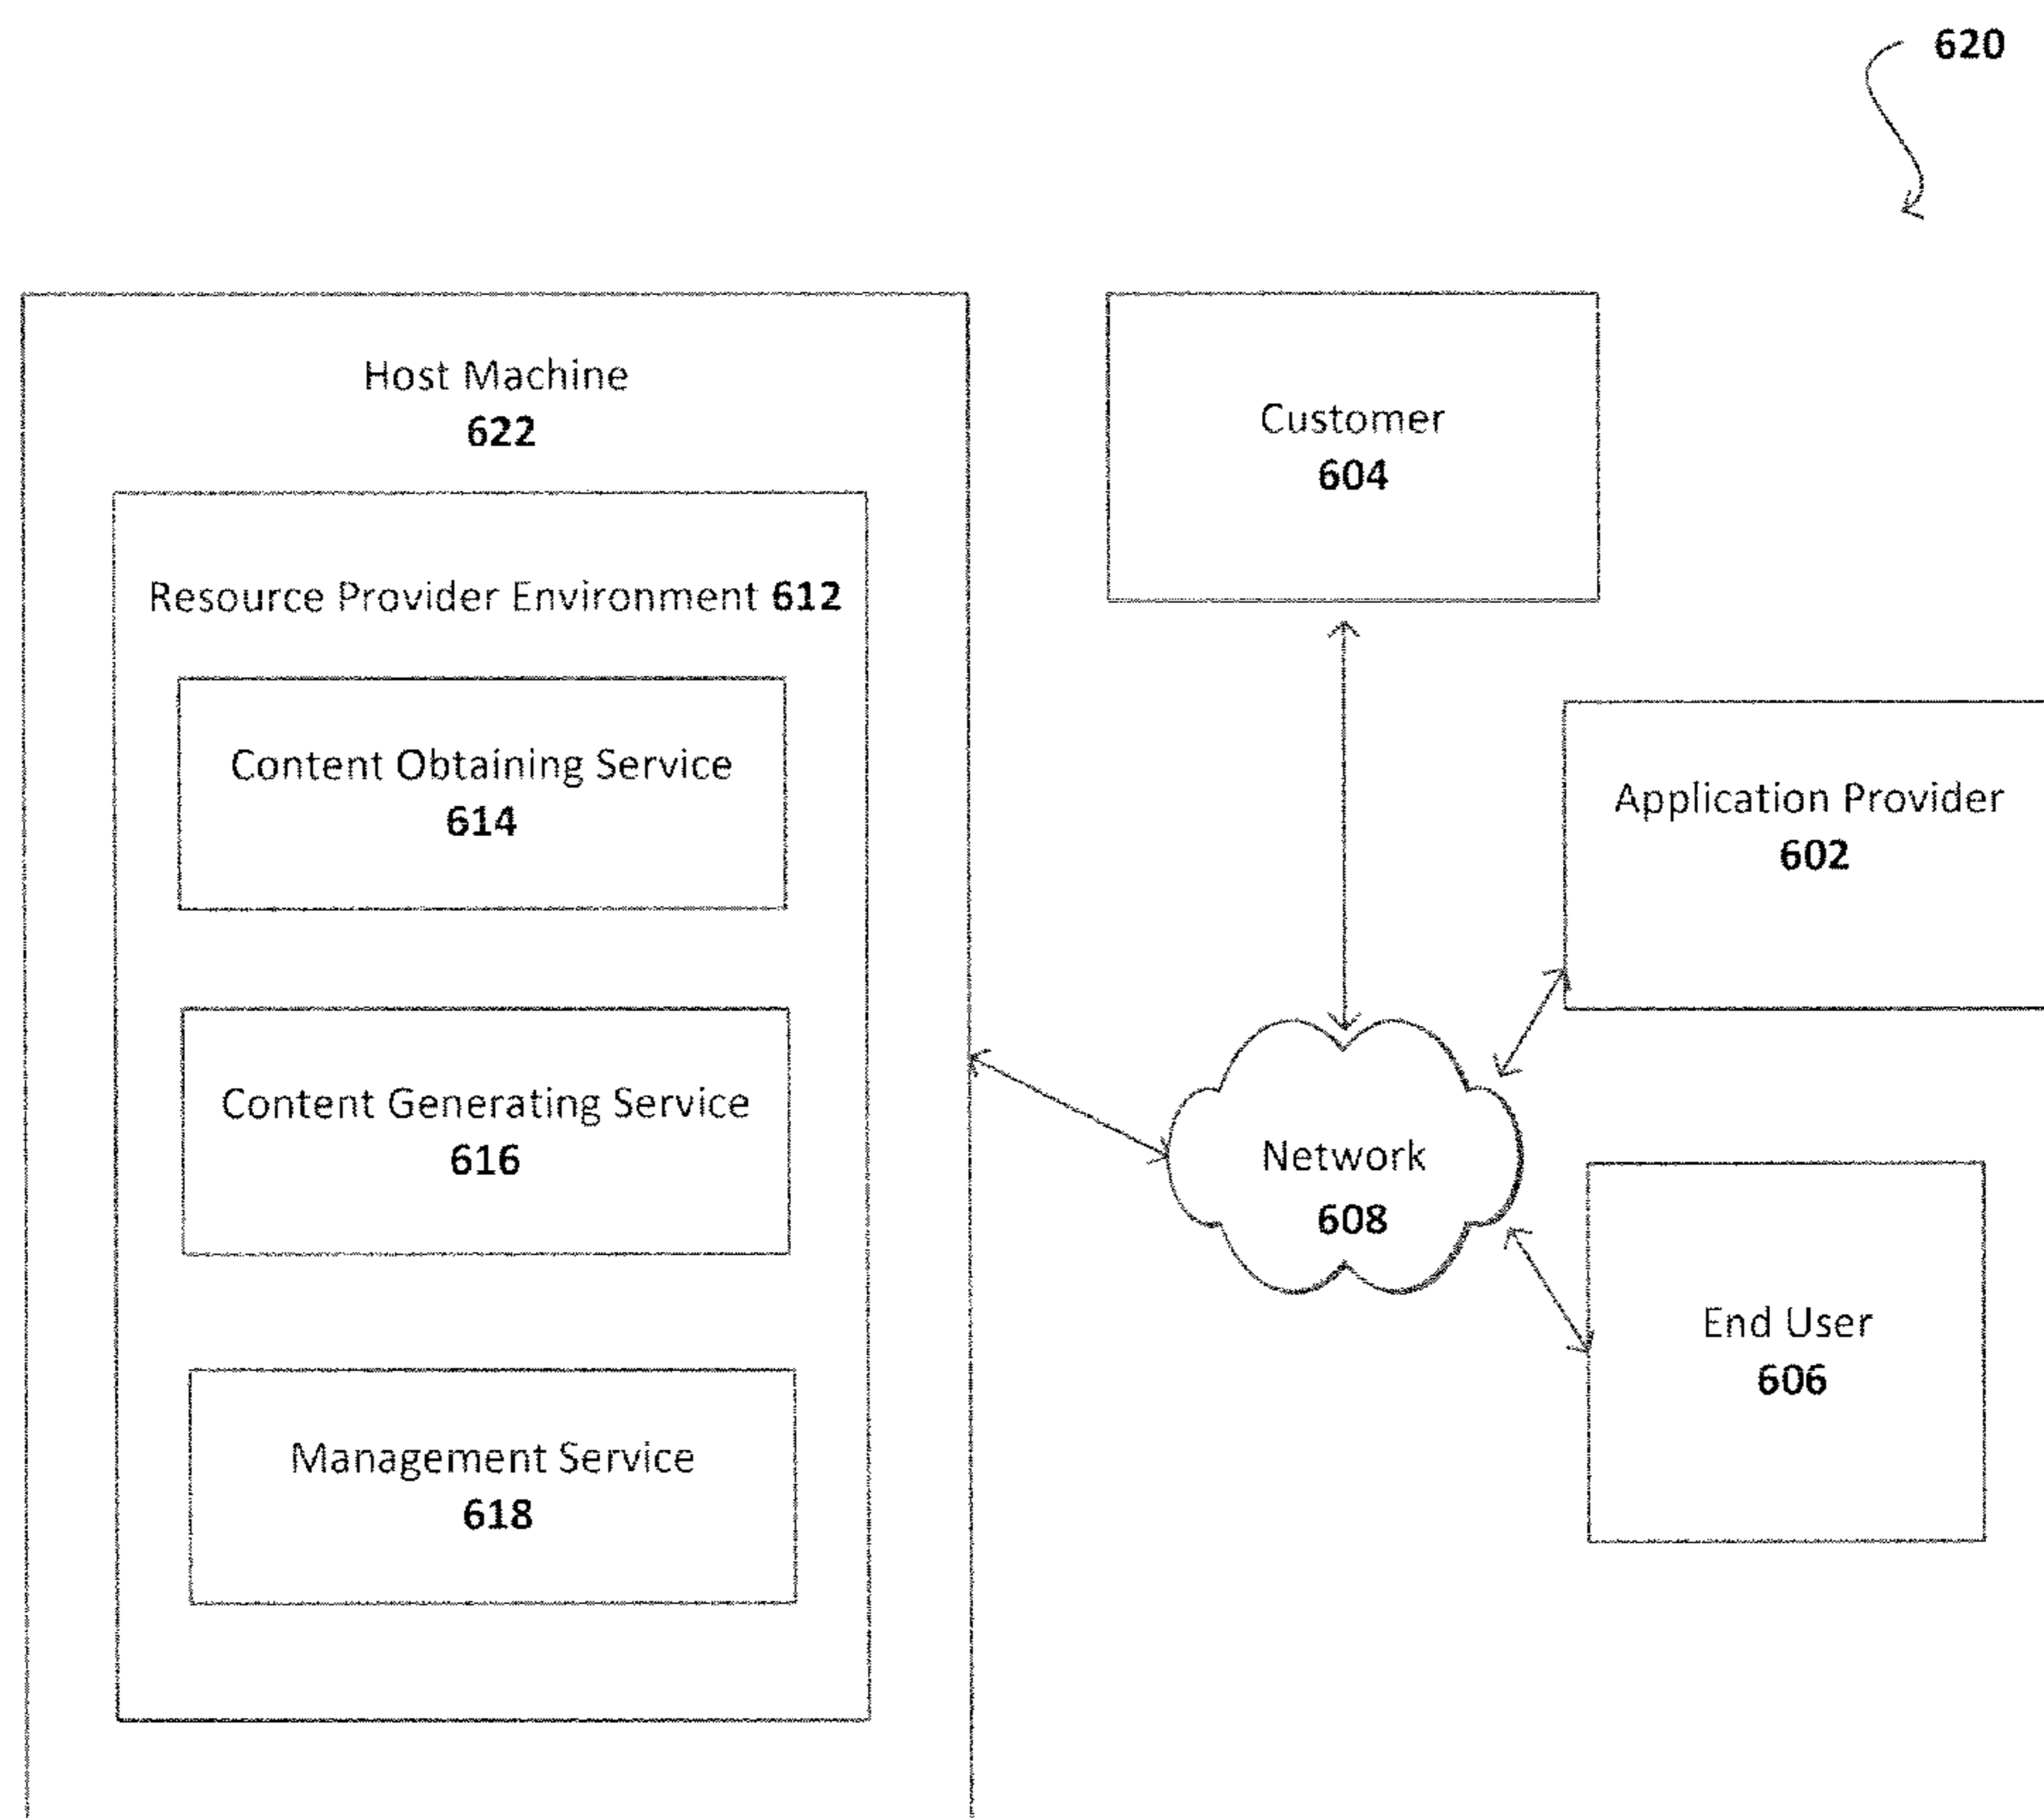 620
Host Machine
622
Resource Provider Environment 612
Content Obtaining Service
614
Content Generating Service
616
Management Service
618
Customer
604
Application Provider
602
Network
608
End User
606